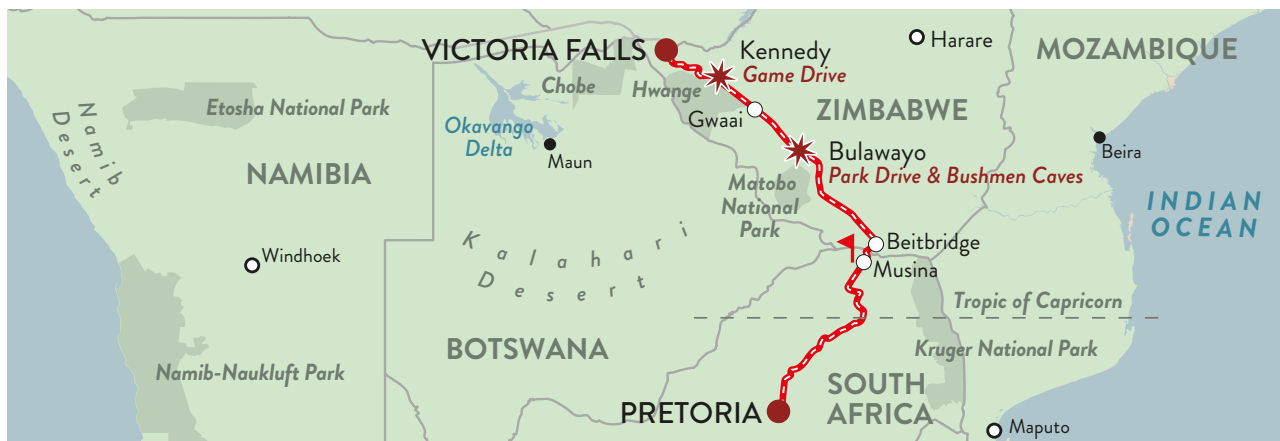 VICTORIA FALLS
Kennedy
Game Drive
Harare
MOZAMBIQUE
Chobe
Hwange
Etosha National Park
Namib
Desert
Okavango
Delta
Maun
Gwaai
ZIMBABWE
Beira
NAMIBIA
Bulawayo
Park Drive & Bushmen Caves
Matobo
National
Park
INDIAN
OCEAN
Kalahari
Desert
Windhoek
Beitbridge
Musina
Tropic of Capricorn
BOTSWANA
Kruger National Park
Namib-Naukluft Park
SOUTH
AFRICA
PRETORIA
Maputo